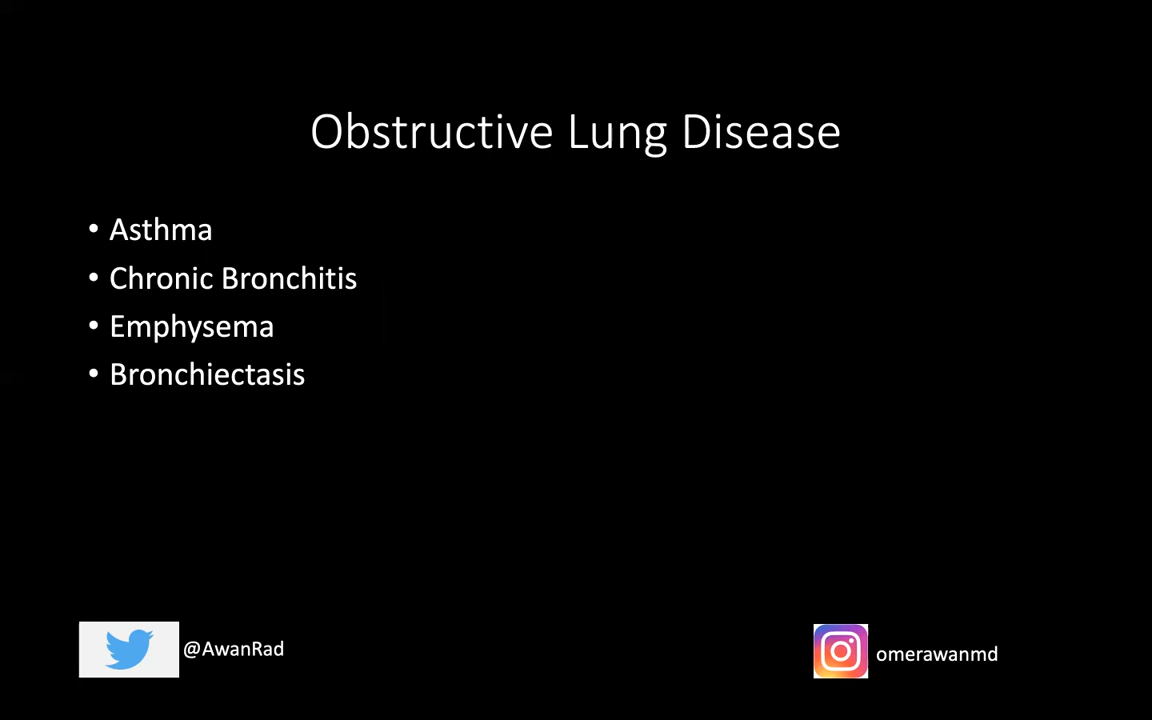 Obstructive Lung Disease
• Asthma
• Chronic Bronchitis
• Emphysema
• Bronchiectasis
@AwanRad
omerawanmd